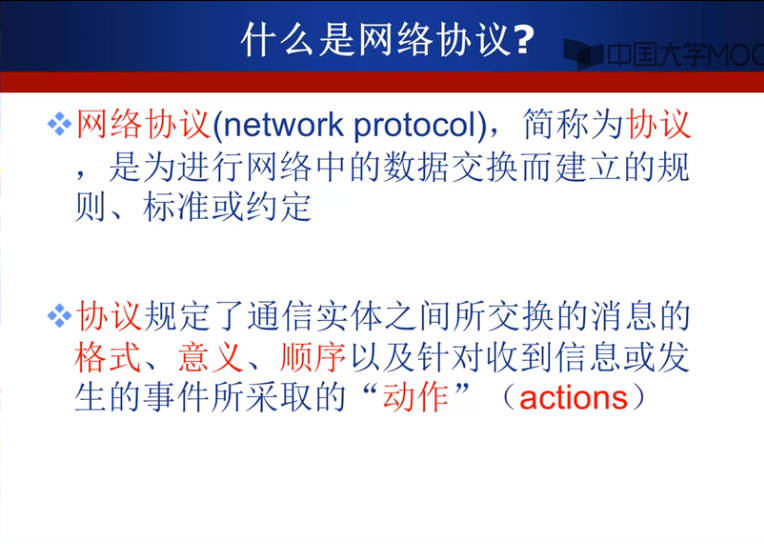 什么是网络协议?
中国大学MOO
❖网络协议(network protocol)，简称为协议
，是为进行网络中的数据交换而建立的规
则、标准或约定
❖协议规定了通信实体之间所交换的消息的
格式、意义、顺序以及针对收到信息或发
生的事件所采取的“动作”（actions）